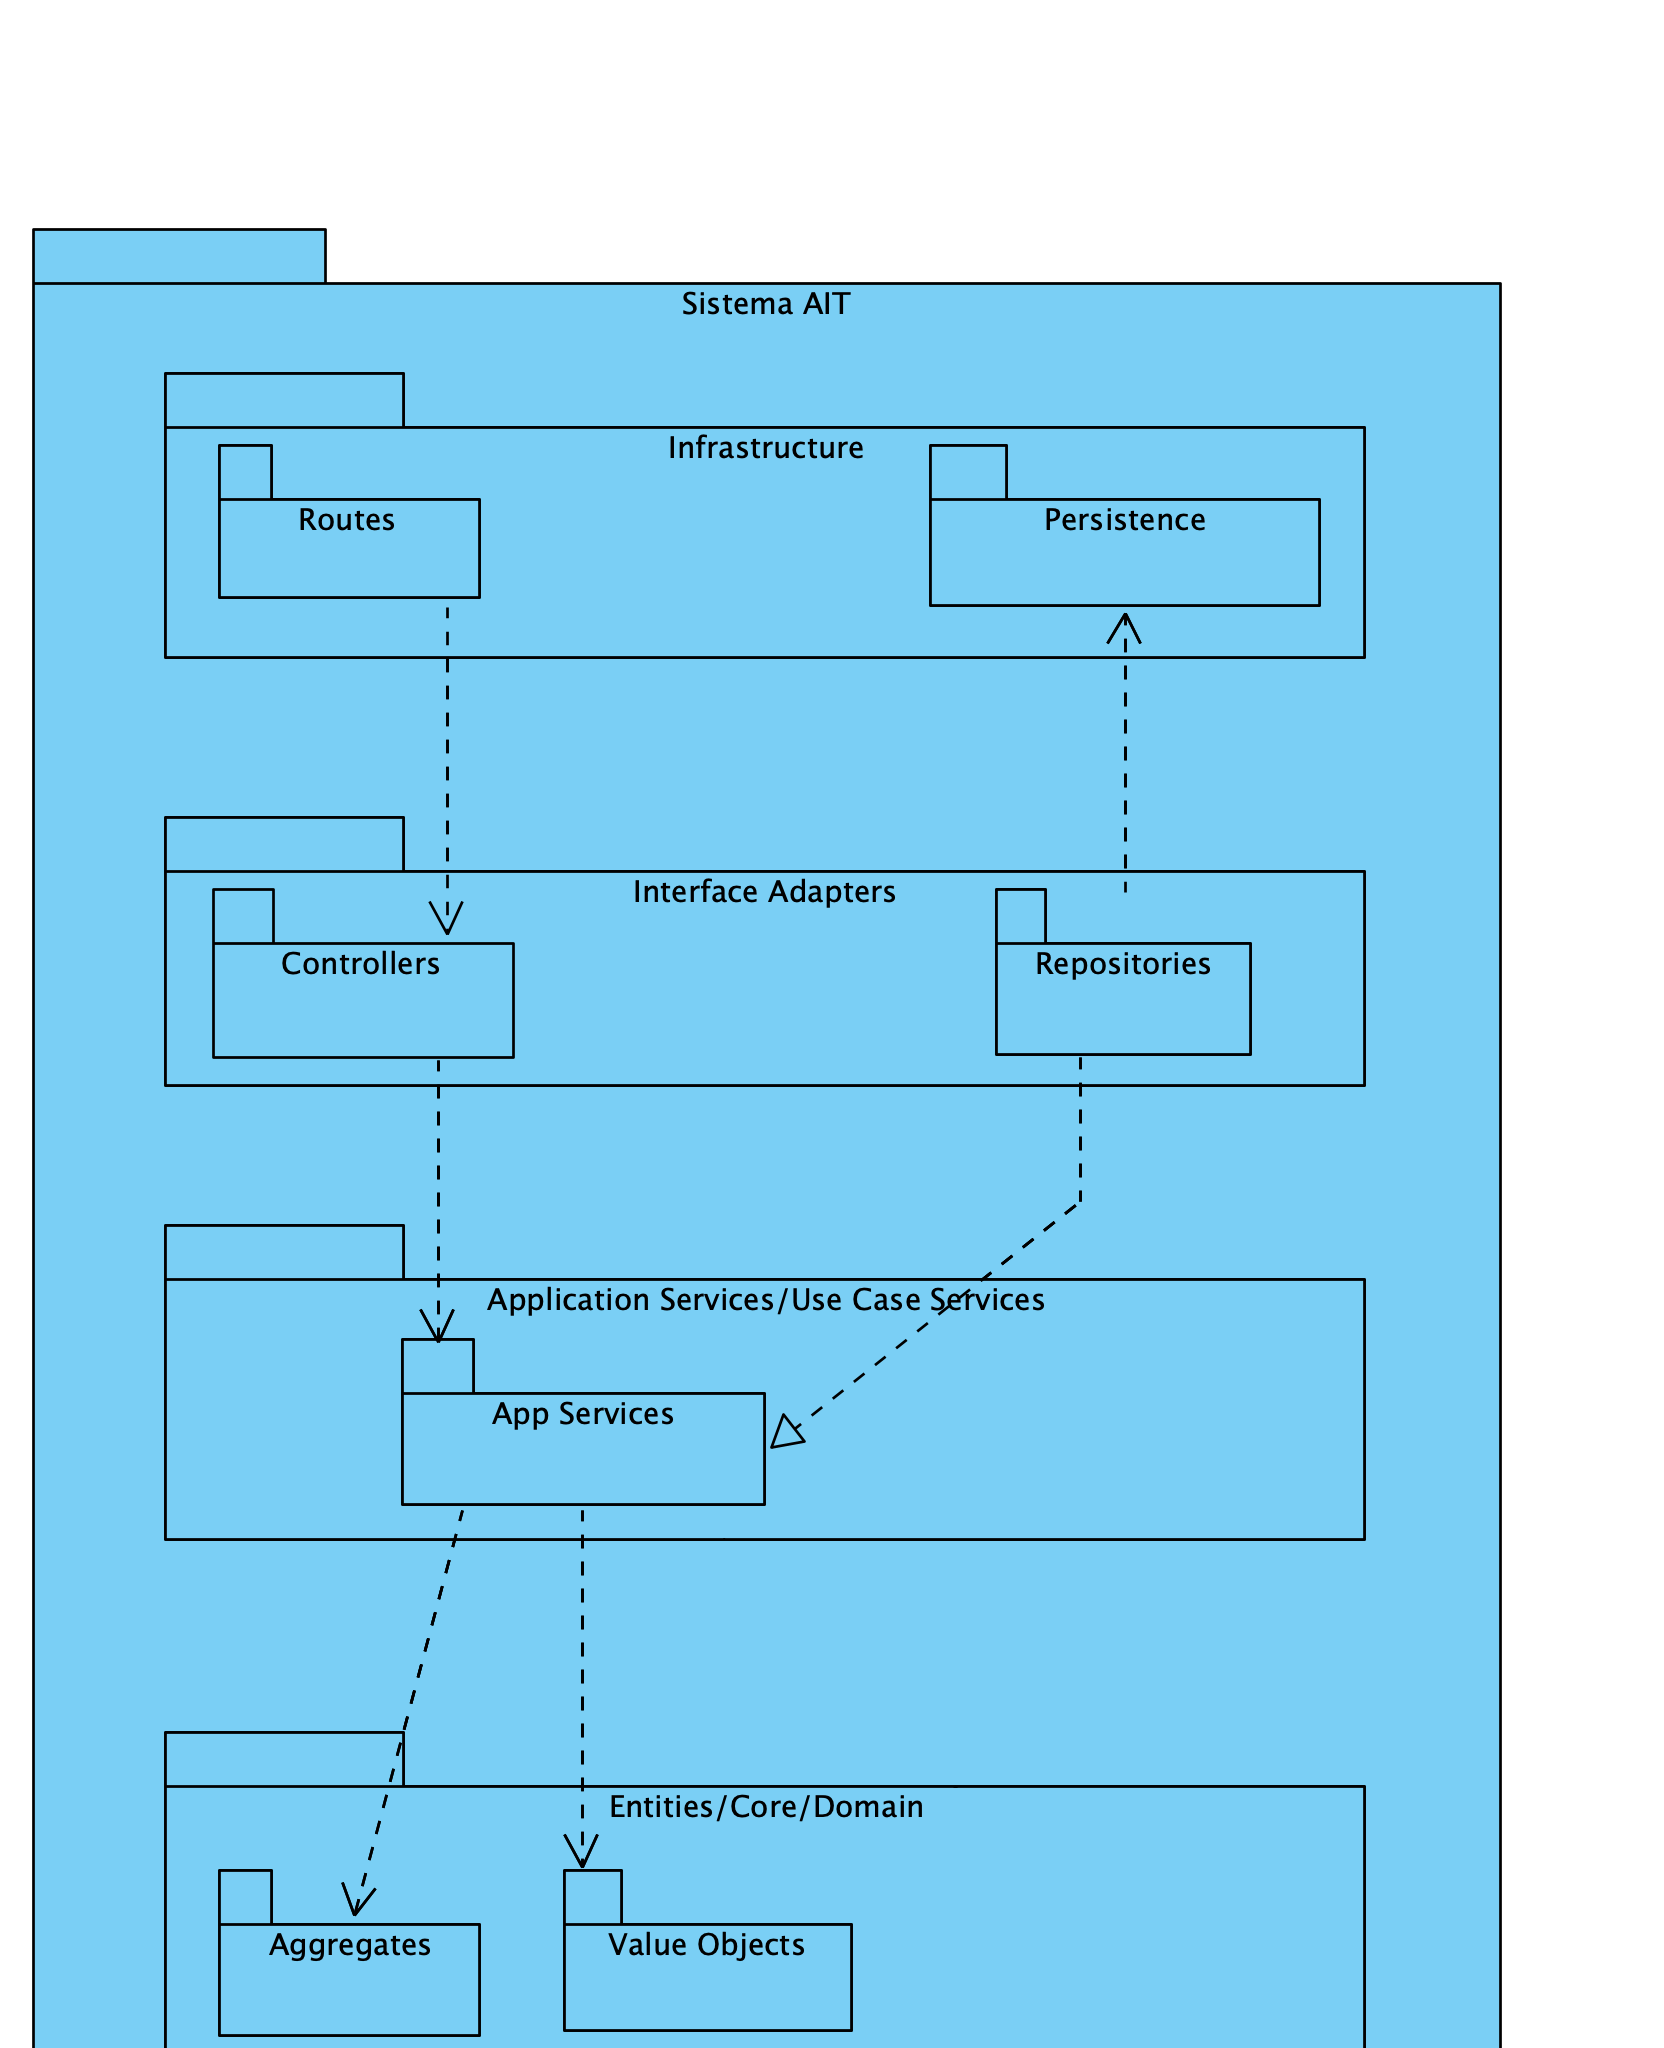 Sistema AIT
Infrastructure
Routes
Persistence
Interface Adapters
Controllers
Repositories
Application Services/Use Case Services
App Services
Entities/Core/Domain
Aggregates
Value Objects